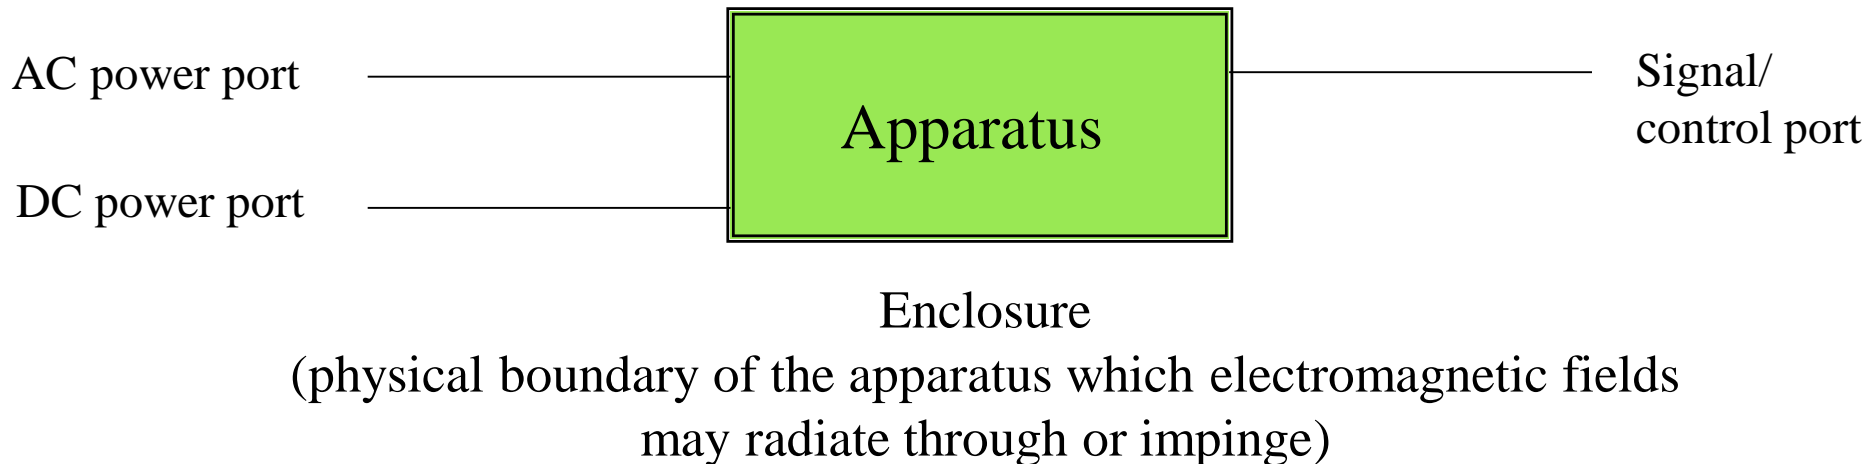 AC power port
DC power port
Apparatus
Signal/
control port
Enclosure
(physical boundary of the apparatus which electromagnetic fields
may radiate through or impinge)